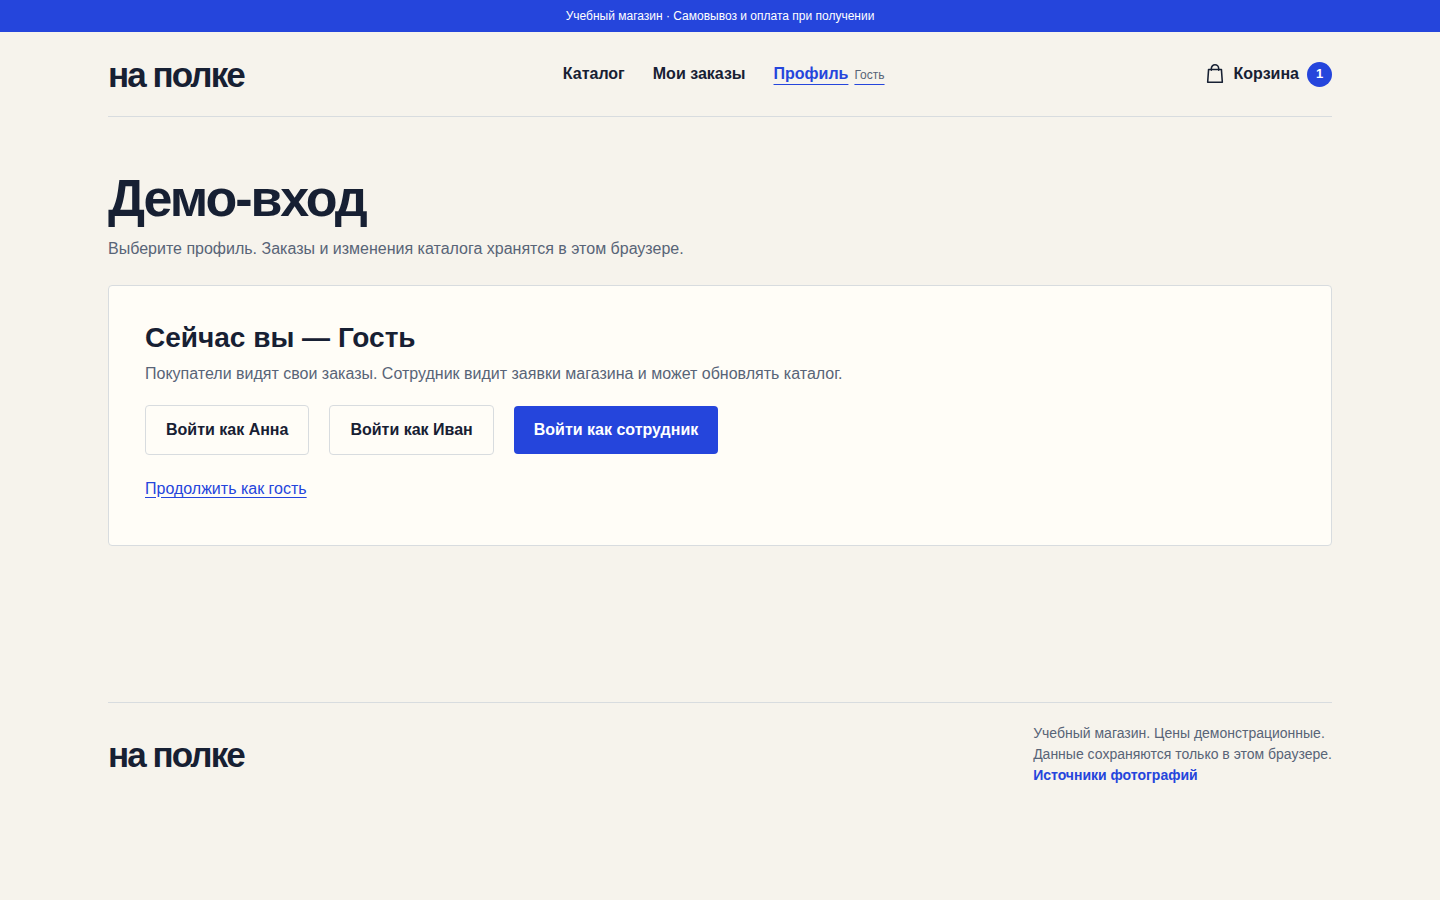 Учебный магазин · Самовывоз и оплата при получении
на полке
Каталог
Мои заказы
Профиль Гость
Корзина 1
Демо-вход
Выберите профиль. Заказы и изменения каталога хранятся в этом браузере.
Сейчас вы — Гость
Покупатели видят свои заказы. Сотрудник видит заявки магазина и может обновлять каталог.
Войти как Анна
Войти как Иван
Войти как сотрудник
Продолжить как гость
на полке
Учебный магазин. Цены демонстрационные.
Данные сохраняются только в этом браузере.
Источники фотографий